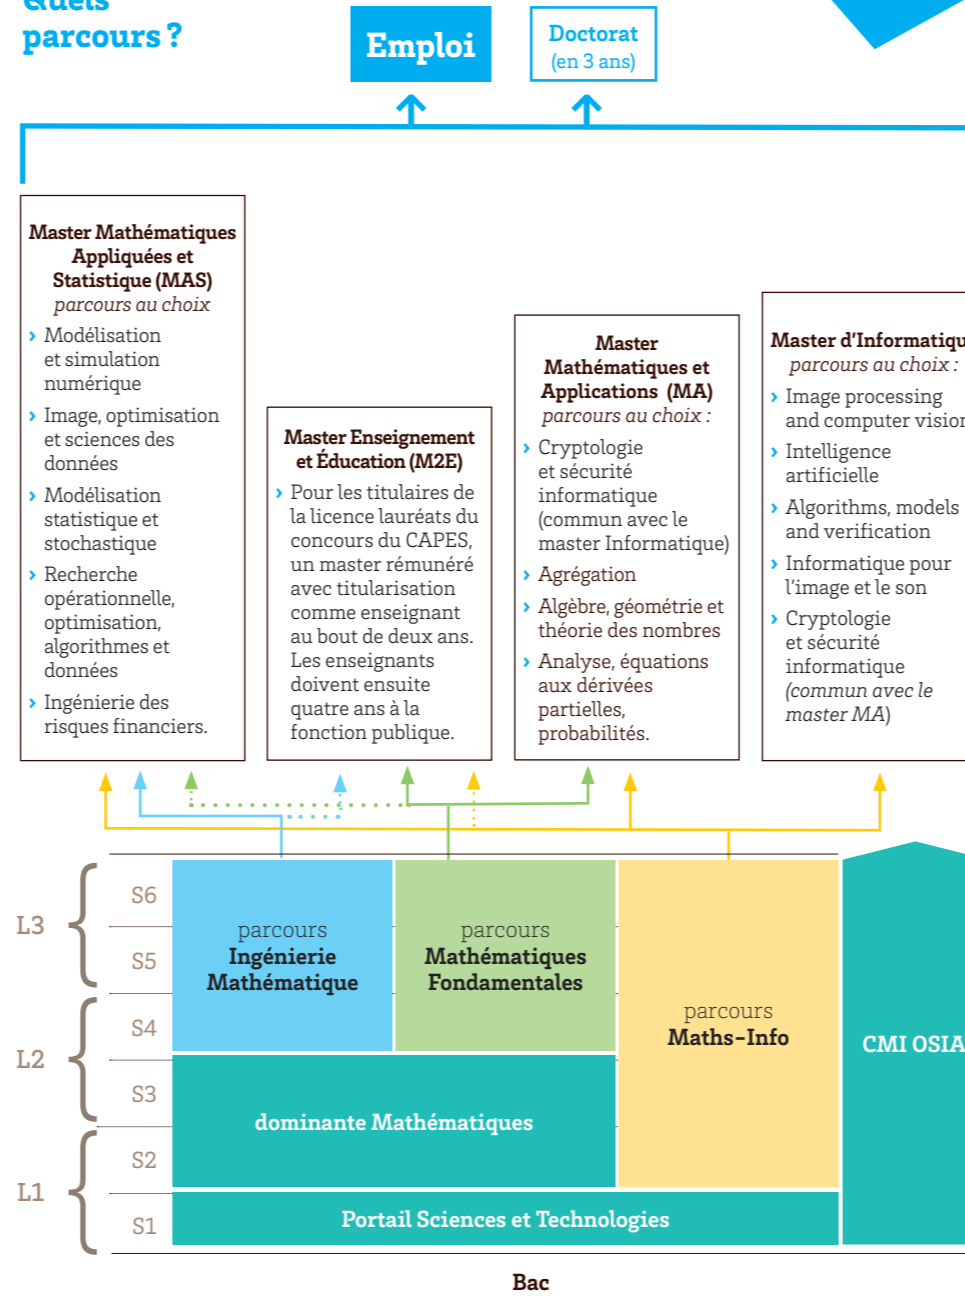 Quels
parcours ?
Emploi
Doctorat
(en 3 ans)
Master Mathématiques
Appliquées et
Statistique (MAS)
parcours au choix
› Modélisation
et simulation
numérique
› Image, optimisation
et sciences des
données
› Modélisation
statistique et
stochastique
› Recherche
opérationnelle,
optimisation,
algorithmes et
données
› Ingénierie des
risques financiers.
Master Enseignement
et Éducation (M2E)
› Pour les titulaires de
la licence lauréats du
concours du CAPES,
un master rémunéré
avec titularisation
comme enseignant
au bout de deux ans.
Les enseignants
doivent ensuite
quatre ans à la
fonction publique.
Master
Mathématiques et
Applications (MA)
parcours au choix :
› Cryptologie
et sécurité
informatique
(commun avec le
master Informatique)
› Agrégation
› Algèbre, géométrie et
théorie des nombres
› Analyse, équations
aux dérivées
partielles,
probabilités.
Master d'Informatiqu
parcours au choix :
› Image processing
and computer vision
› Intelligence
artificielle
› Algorithms, models
and verification
› Informatique pour
l'image et le son
› Cryptologie
et sécurité
informatique
(commun avec le
master MA)
L3
S6
S5
parcours
Ingénierie
Mathématique
parcours
Mathématiques
Fondamentales
L2
S4
S3
parcours
Maths-Info
CMI OSIA
dominante Mathématiques
L1
S2
S1
Portail Sciences et Technologies
Bac